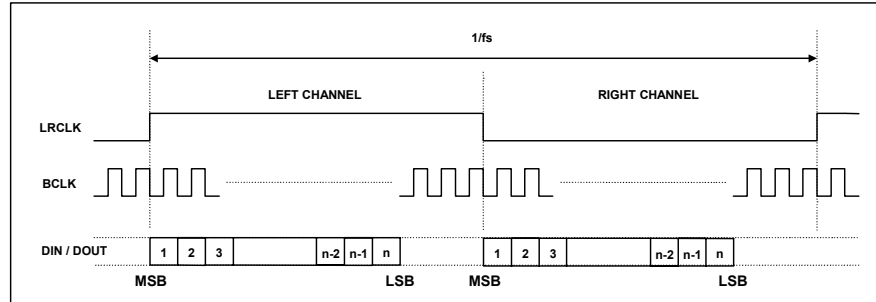 1/fs
LEFT CHANNEL RIGHT CHANNEL
LRCLK
BCLK
DIN / DOUT 1 2 3 n-2 n-1 n 1 2 3 n-2 n-1 n
MSB LSB MSB LSB